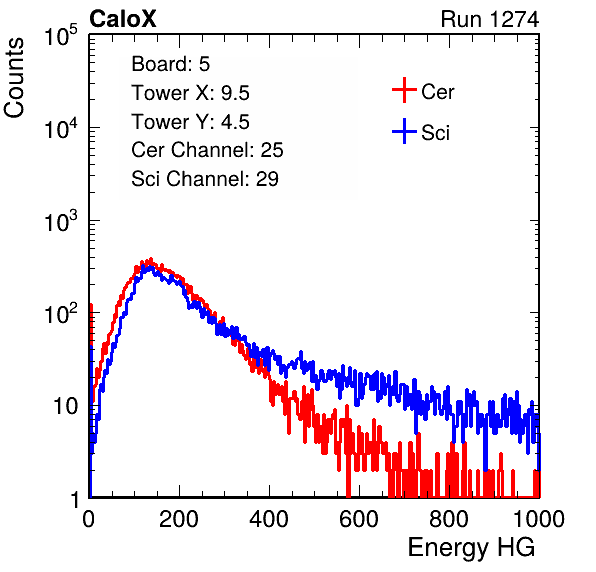 CaloX Run 1274
Counts
Board: 5
Tower X: 9.5
Tower Y: 4.5
Cer Channel: 25
Sci Channel: 29
Cer
Sci
10^5
10^4
10^3
10^2
10
1
0 200 400 600 800 1000
Energy HG